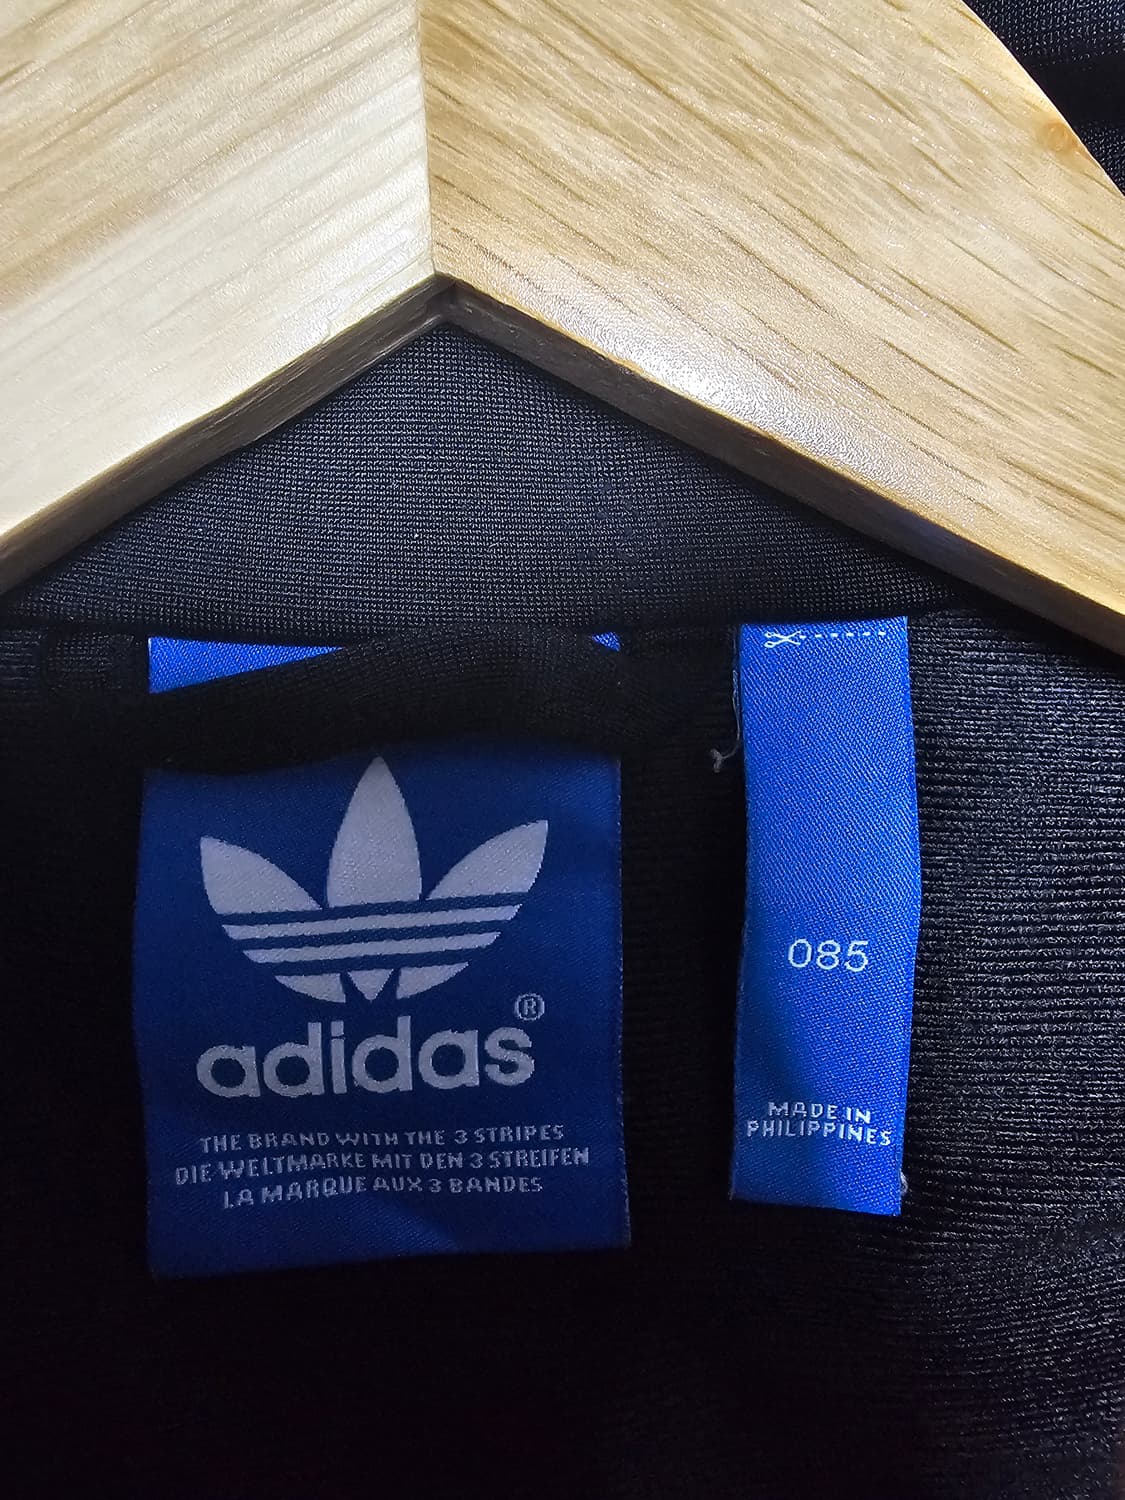 adidas®
THE BRAND WITH THE 3 STRIPES
DIE WELTMARKE MIT DEN 3 STREIFEN
LA MARQUE AUX 3 BANDES
085
MADE IN
PHILIPPINES